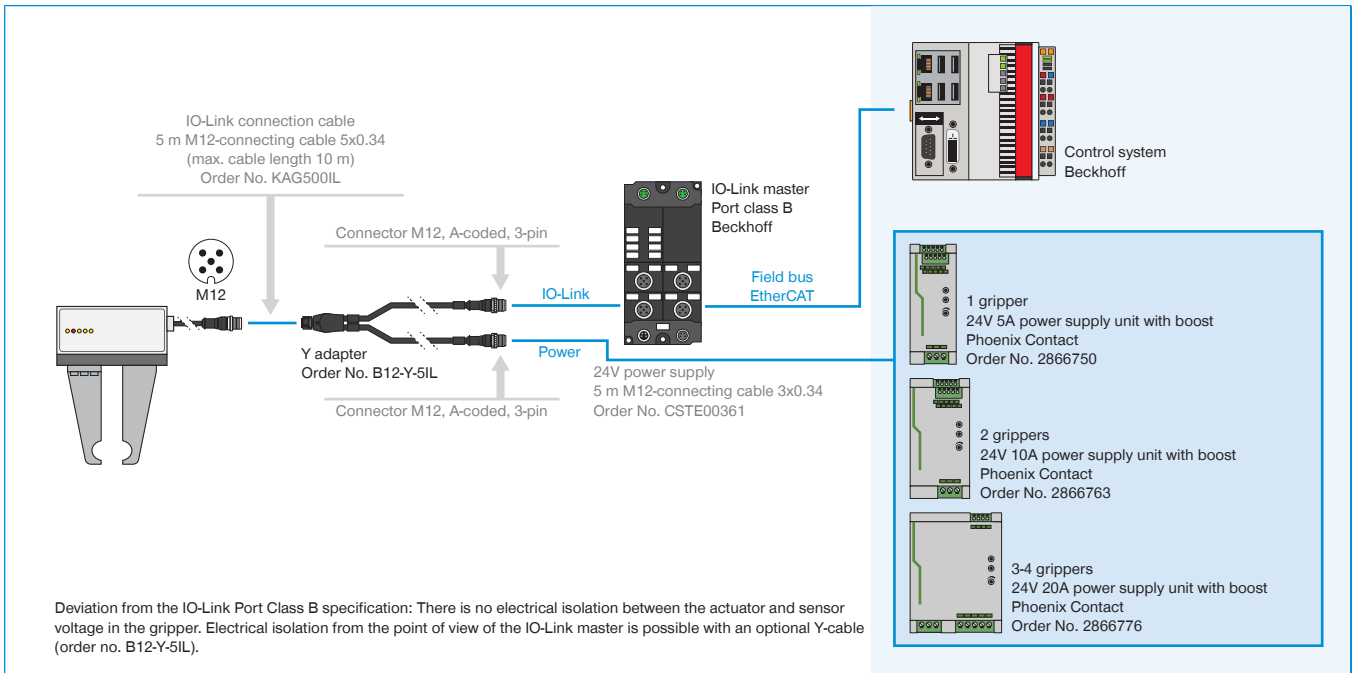 IO-Link connection cable
5 m M12-connecting cable 5x0.34
(max. cable length 10 m)
Order No. KAG500IL
M12
Connector M12, A-coded, 3-pin
Y adapter
Order No. B12-Y-5IL
Connector M12, A-coded, 3-pin
IO-Link
Power
IO-Link master
Port class B
Beckhoff
Field bus
EtherCAT
24V power supply
5 m M12-connecting cable 3x0.34
Order No. CSTE00361
Control system
Beckhoff
1 gripper
24V 5A power supply unit with boost
Phoenix Contact
Order No. 2866750
2 grippers
24V 10A power supply unit with boost
Phoenix Contact
Order No. 2866763
3-4 grippers
24V 20A power supply unit with boost
Phoenix Contact
Order No. 2866776
Deviation from the IO-Link Port Class B specification: There is no electrical isolation between the actuator and sensor
voltage in the gripper. Electrical isolation from the point of view of the IO-Link master is possible with an optional Y-cable
(order no. B12-Y-5IL).